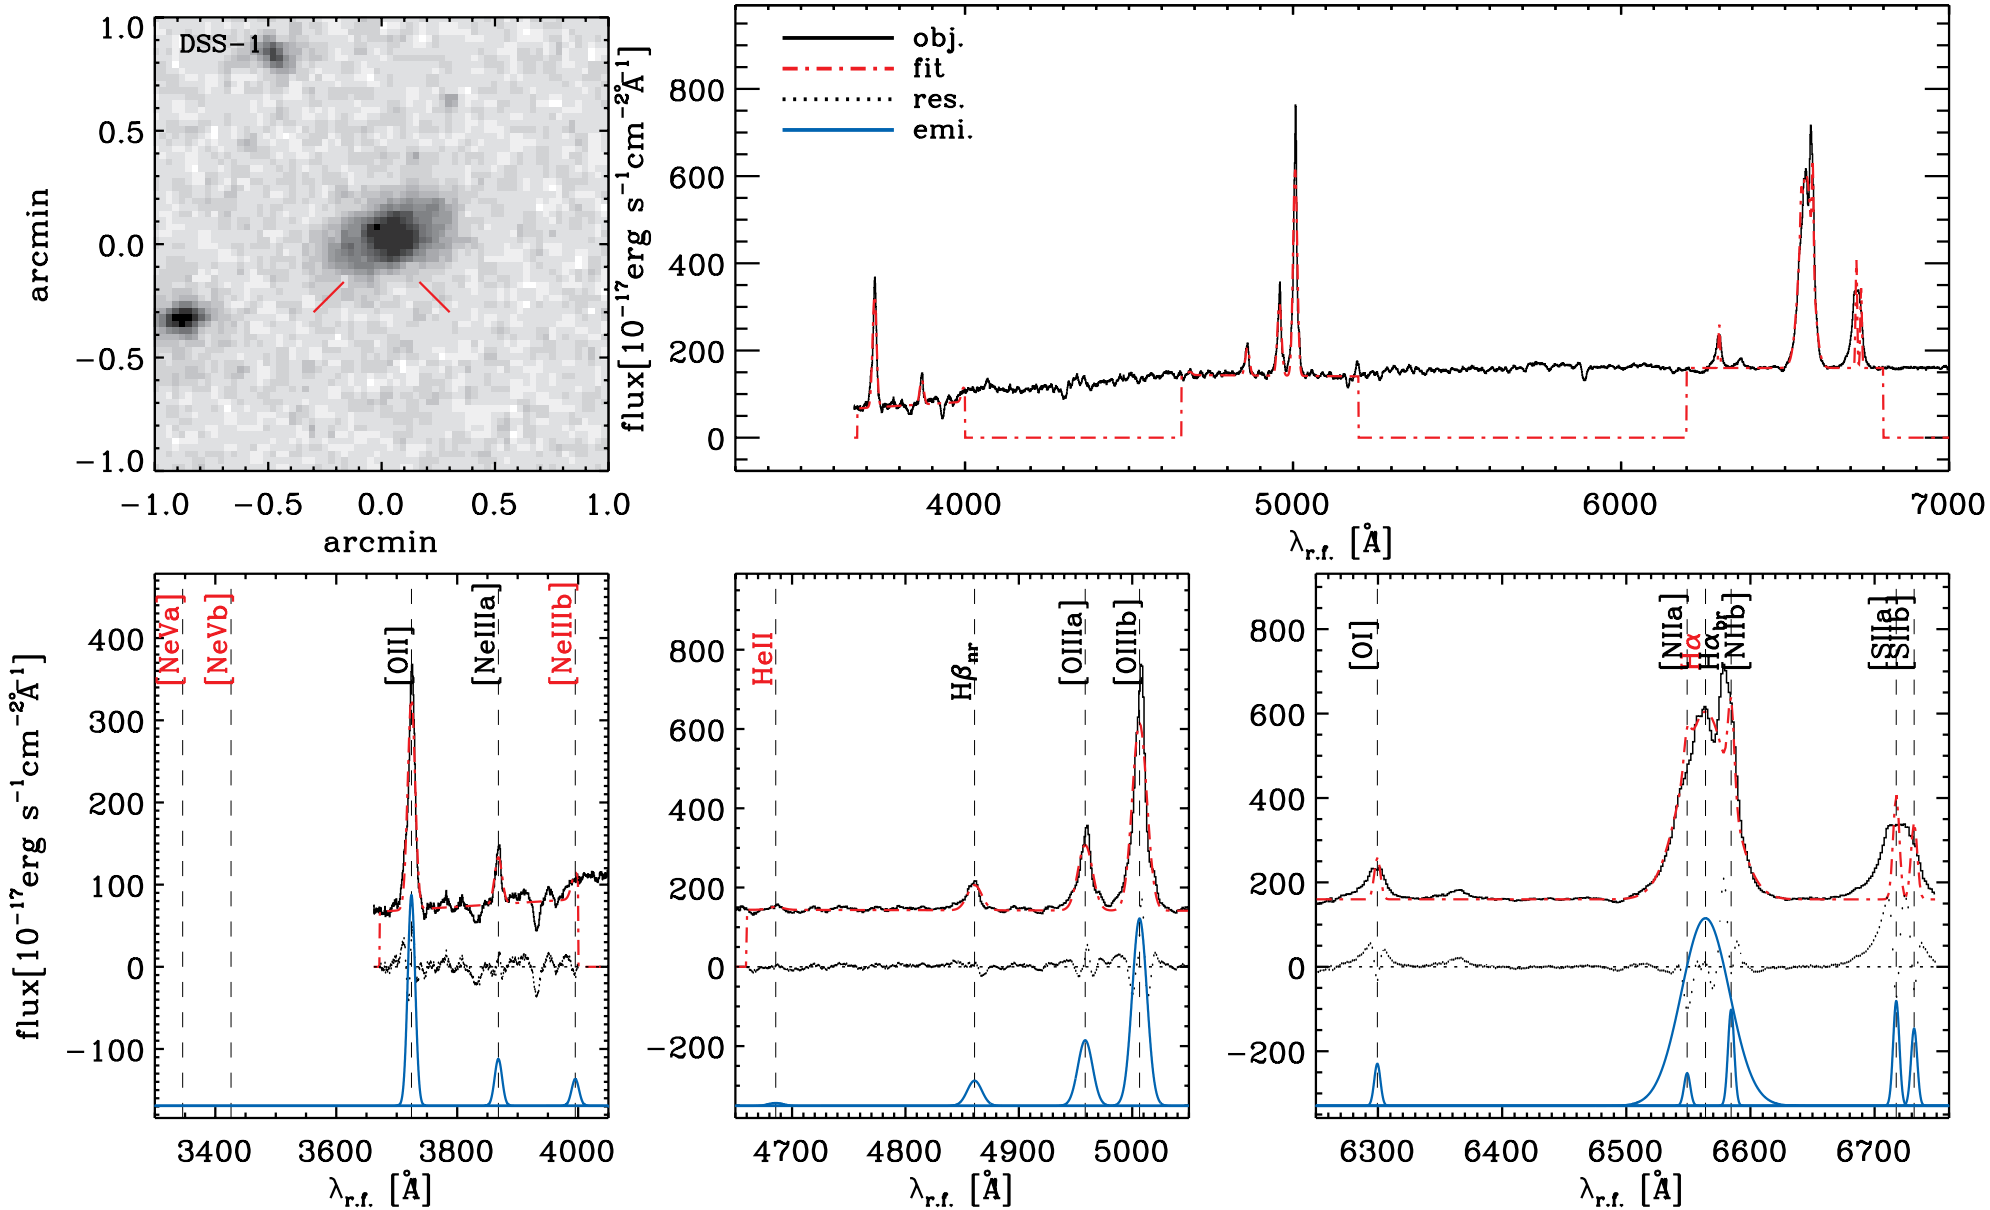 DSS-1
1.0
0.5
0.0
−0.5
−1.0
arcmin
−1.0 −0.5 0.0 0.5 1.0
arcmin
obj.
fit
res.
emi.
800
600
400
200
0
flux[10⁻¹⁷erg s⁻¹cm⁻²Å⁻¹]
4000 5000 6000 7000
λr.f. [Å]
[NeVa]
[NeVb]
[OII]
[NeIIIa]
[NeIIIb]
400
300
200
100
0
−100
flux[10⁻¹⁷erg s⁻¹cm⁻²Å⁻¹]
3400 3600 3800 4000
λr.f. [Å]
HeII
Hβnr
[OIIIa]
[OIIIb]
800
600
400
200
0
−200
4700 4800 4900 5000
λr.f. [Å]
[OI]
[NIIa]
Hα
Hαbr
[NIIb]
[SIIa]
[SIIb]
800
600
400
200
0
−200
6300 6400 6500 6600 6700
λr.f. [Å]